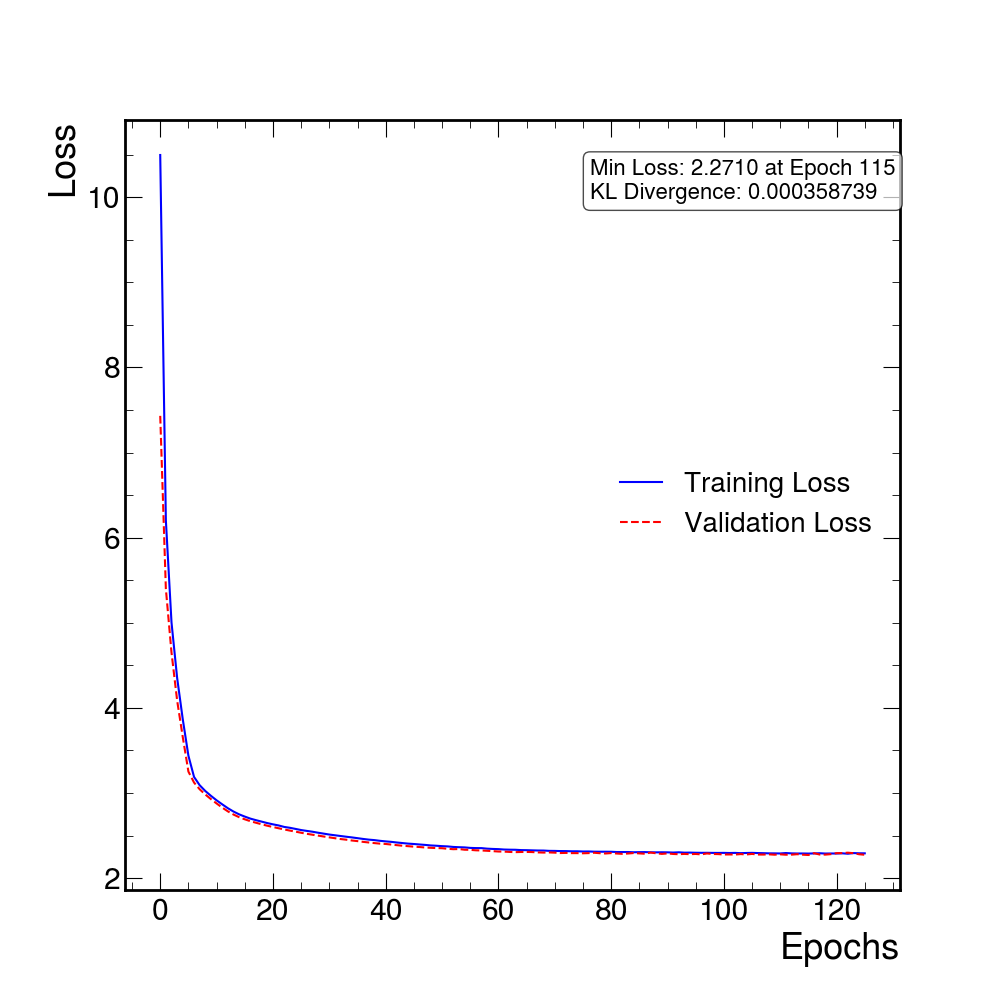 Loss
Min Loss: 2.2710 at Epoch 115
KL Divergence: 0.000358739
10
8
6
4
2
Training Loss
Validation Loss
0 20 40 60 80 100 120
Epochs